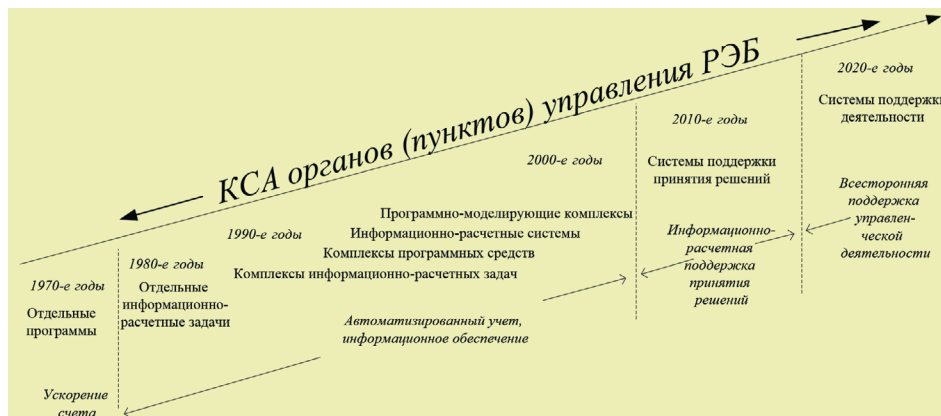 КСА органов (пунктов) управления РЭБ
1970-е годы
Отдельные
программы
Ускорение
счета
1980-е годы
Отдельные
информационно-
расчетные задачи
1990-е годы
2000-е годы
Программно-моделирующие комплексы
Информационно-расчетные системы
Комплексы программных средств
Комплексы информационно-расчетных задач
Автоматизированный учет,
информационное обеспечение
2010-е годы
Системы поддержки
принятия решений
Информационно-
расчетная
поддержка
принятия
решений
2020-е годы
Системы поддержки
деятельности
Всесторонняя
поддержка
управлен-
ческой
деятельности